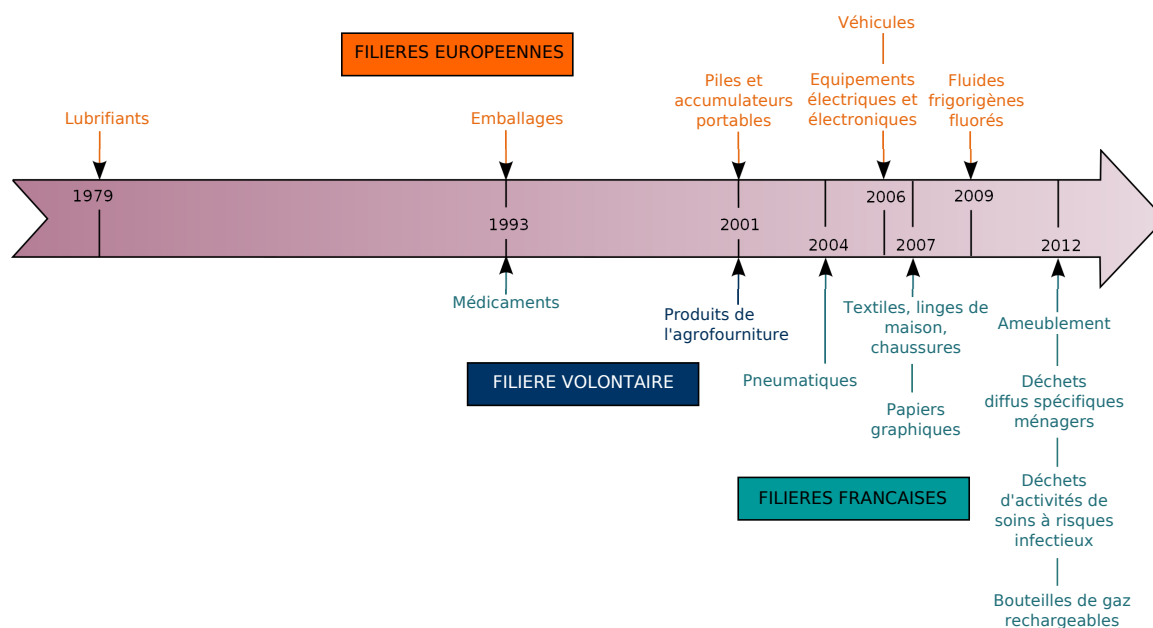 Véhicules
FILIERES EUROPEENNES
Lubrifiants
Emballages
Piles et
accumulateurs
portables
Equipements
électriques et
électroniques
Fluides
frigorigènes
fluorés
1979
1993
2001
2004
2006
2007
2009
2012
Médicaments
Produits de
l'agrofourniture
Pneumatiques
Textiles, linges de
maison,
chaussures
Papiers
graphiques
Ameublement
Déchets
diffus spécifiques
ménagers
Déchets
d'activités de
soins à risques
infectieux
Bouteilles de gaz
rechargeables
FILIERE VOLONTAIRE
FILIERES FRANCAISES